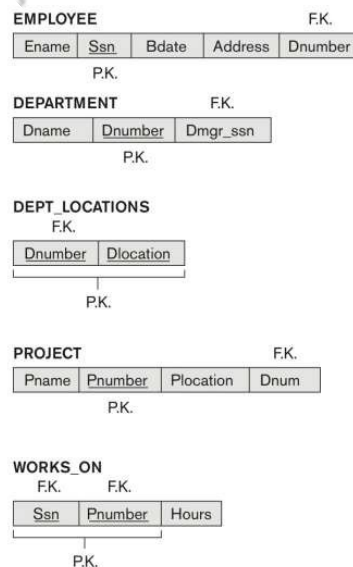 EMPLOYEE F.K.
Ename Ssn Bdate Address Dnumber
P.K.
DEPARTMENT F.K.
Dname Dnumber Dmgr_ssn
P.K.
DEPT_LOCATIONS
F.K.
Dnumber Dlocation
P.K.
PROJECT F.K.
Pname Pnumber Plocation Dnum
P.K.
WORKS_ON
F.K. F.K.
Ssn Pnumber Hours
P.K.